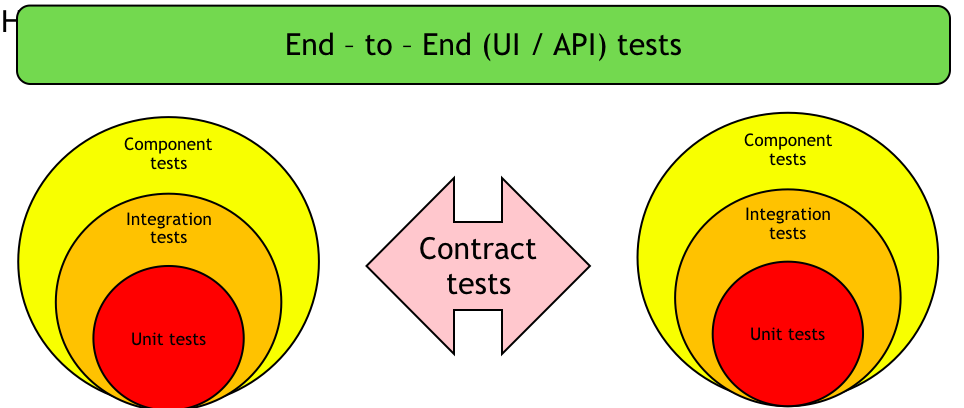 H
End - to - End (UI / API) tests
Component
tests
Integration
tests
Unit tests
Contract
tests
Component
tests
Integration
tests
Unit tests